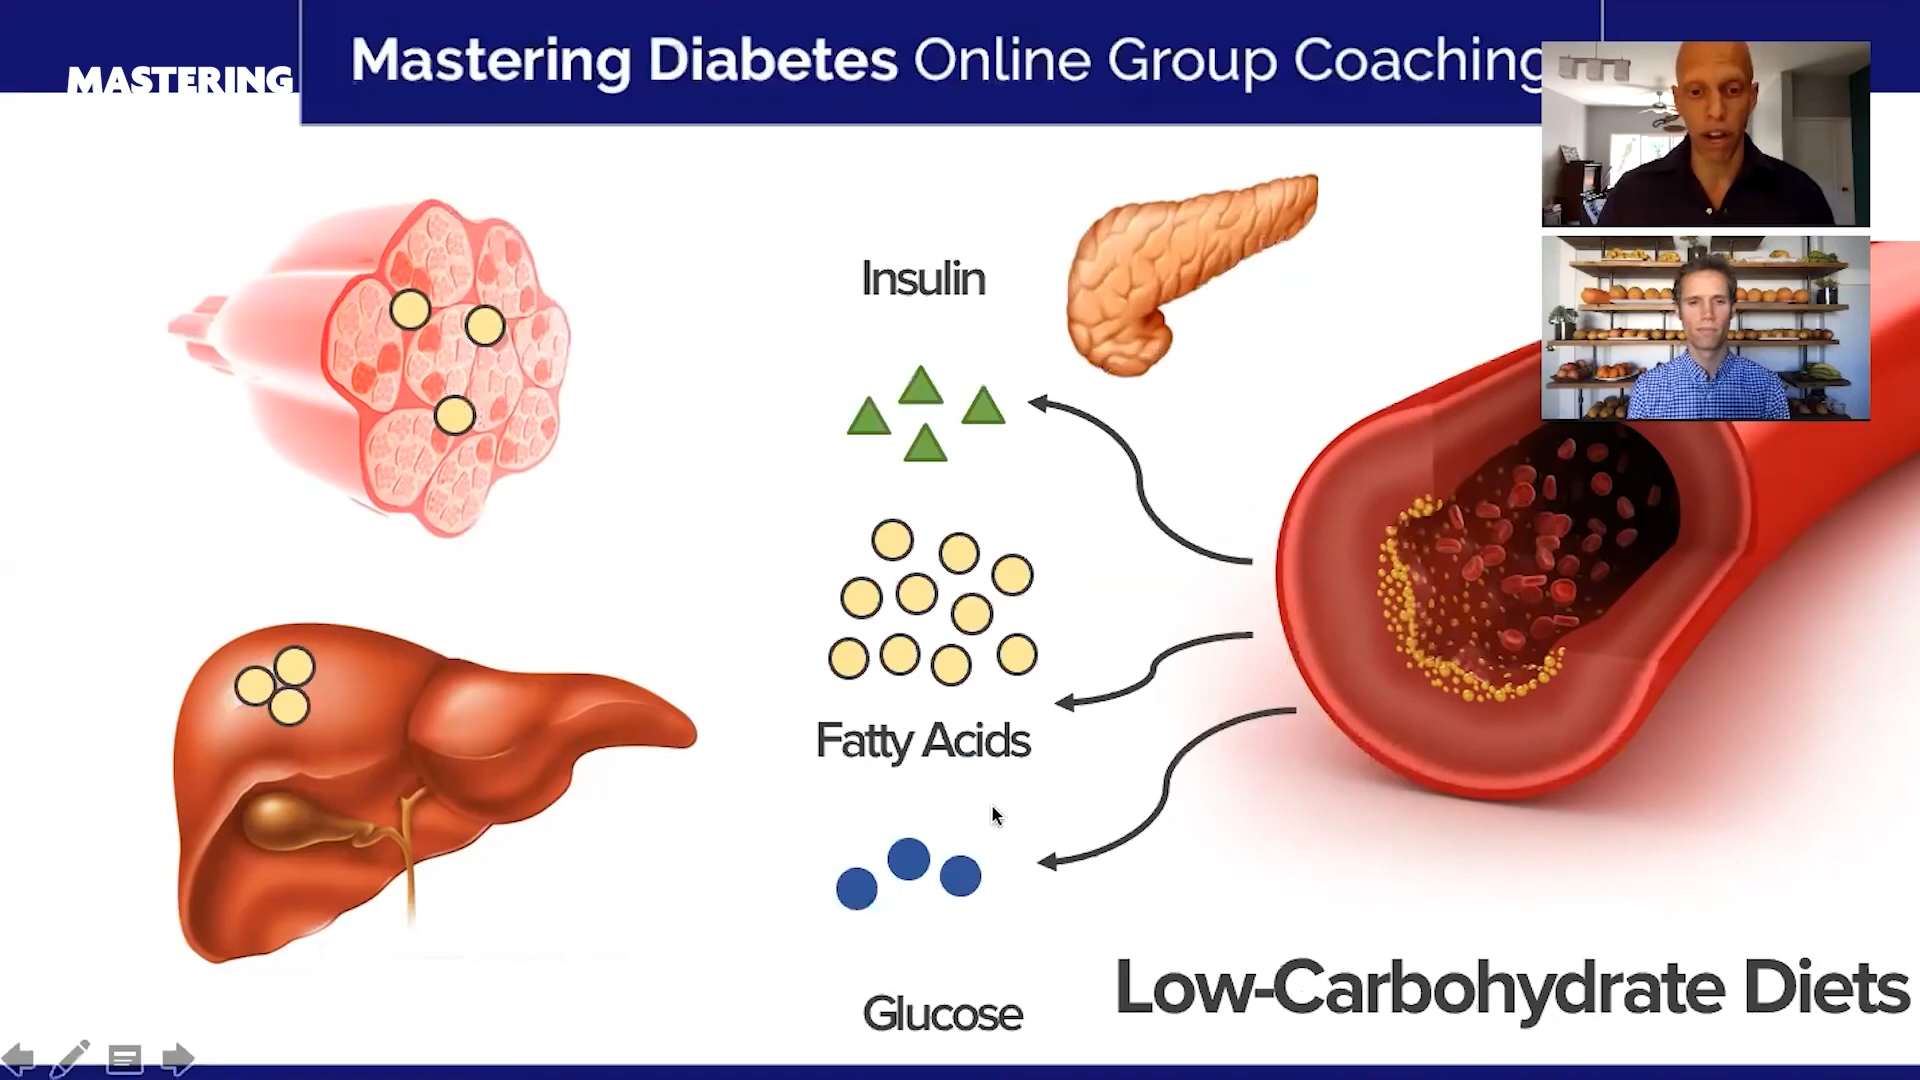 MASTERING
Mastering Diabetes Online Group Coaching
Insulin
Fatty Acids
Glucose
Low-Carbohydrate Diets